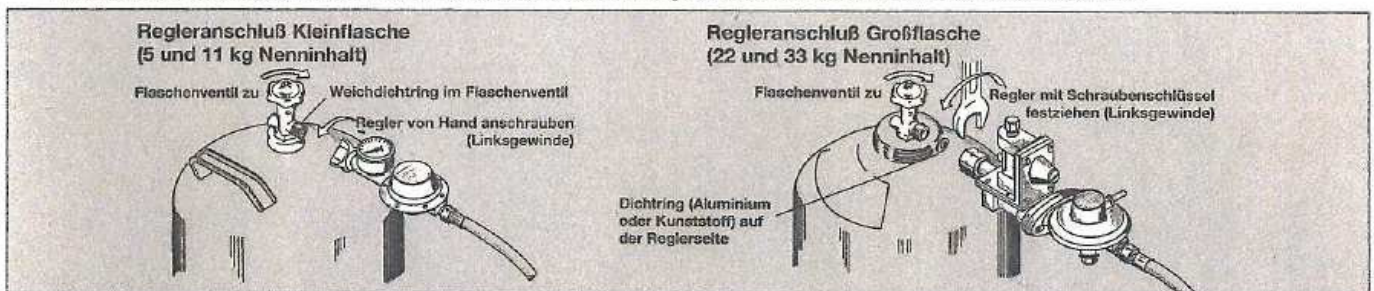 Regleranschluß Kleinflasche
(5 und 11 kg Nenninhalt)
Flaschenventil zu
Weichdichtring im Flaschenventil
Regler von Hand anschrauben
(Linksgewinde)
Regleranschluß Großflasche
(22 und 33 kg Nenninhalt)
Flaschenventil zu
Regler mit Schraubenschlüssel
festziehen (Linksgewinde)
Dichtring (Aluminium
oder Kunststoff) auf
der Reglerseite